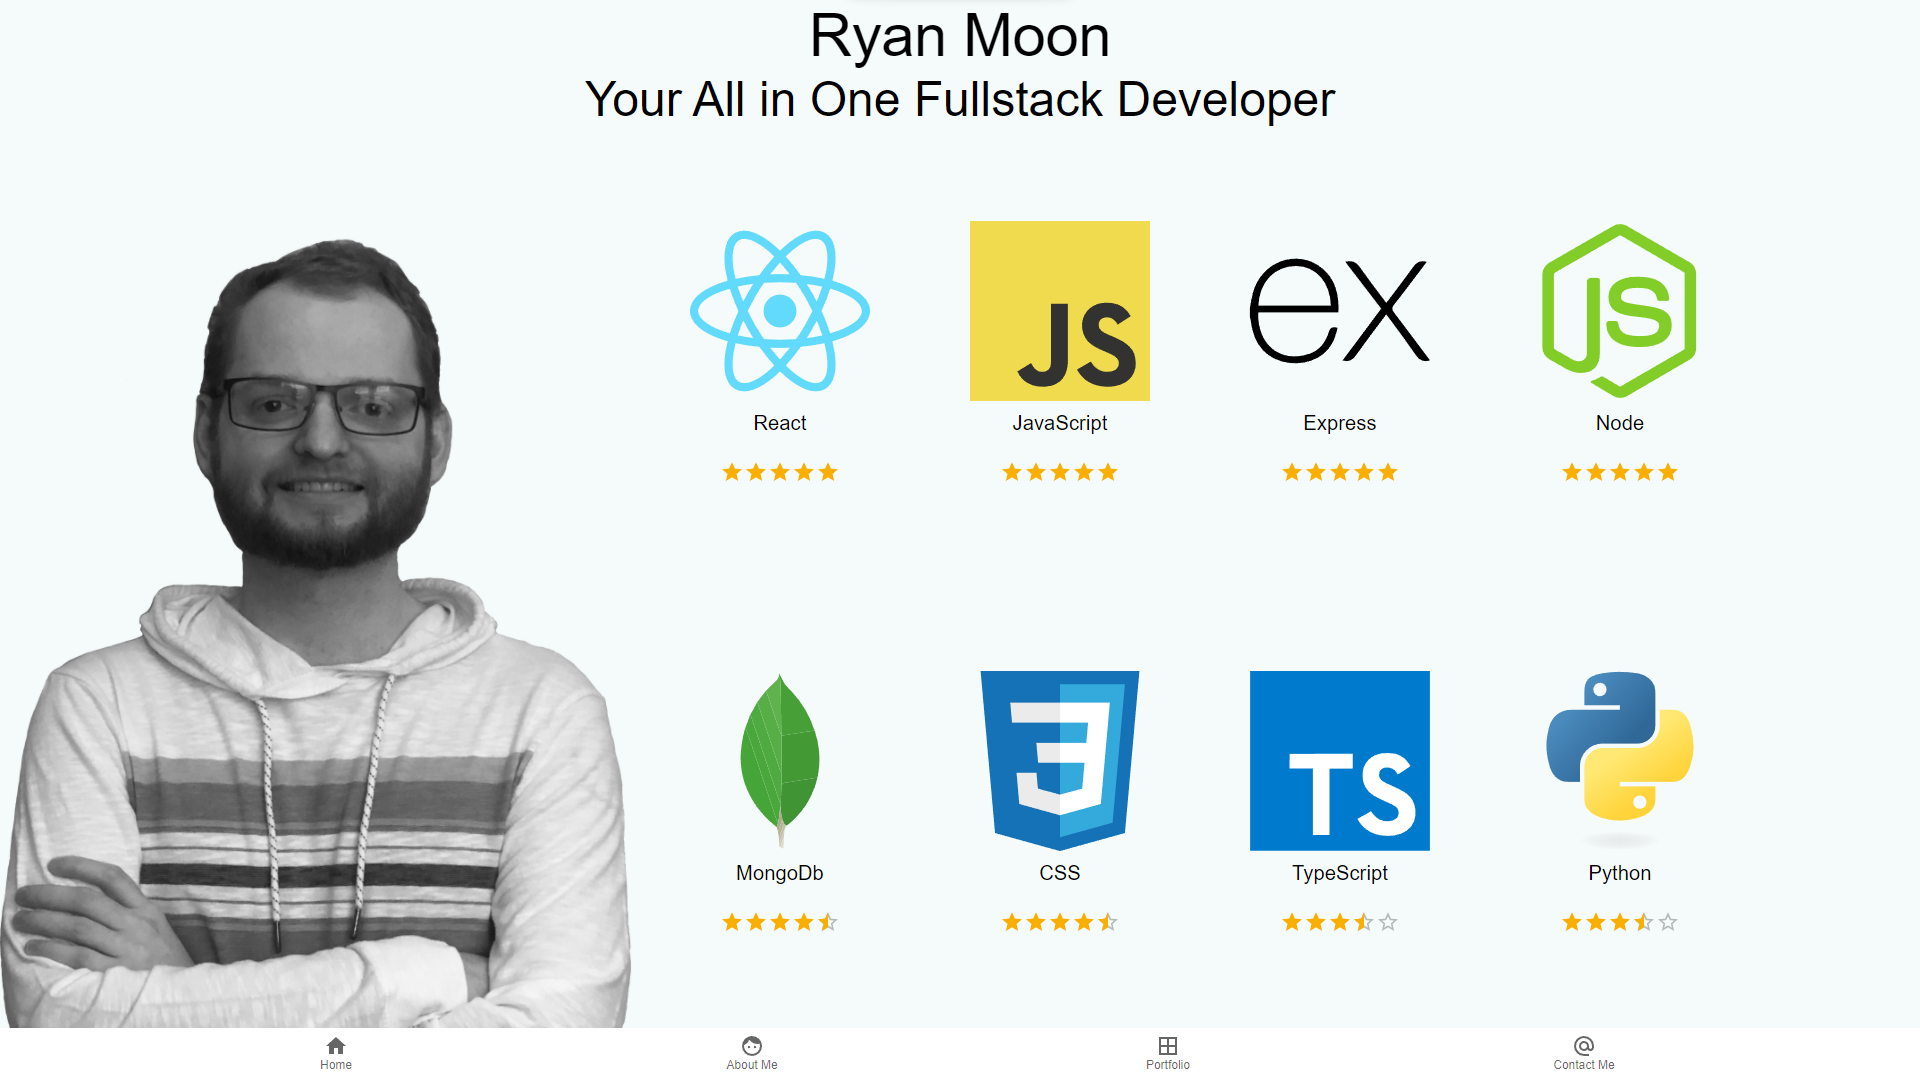 Ryan Moon
Your All in One Fullstack Developer
JS
ex
JS
React
JavaScript
Express
Node
TS
MongoDb
CSS
TypeScript
Python
Home
About Me
Portfolio
Contact Me